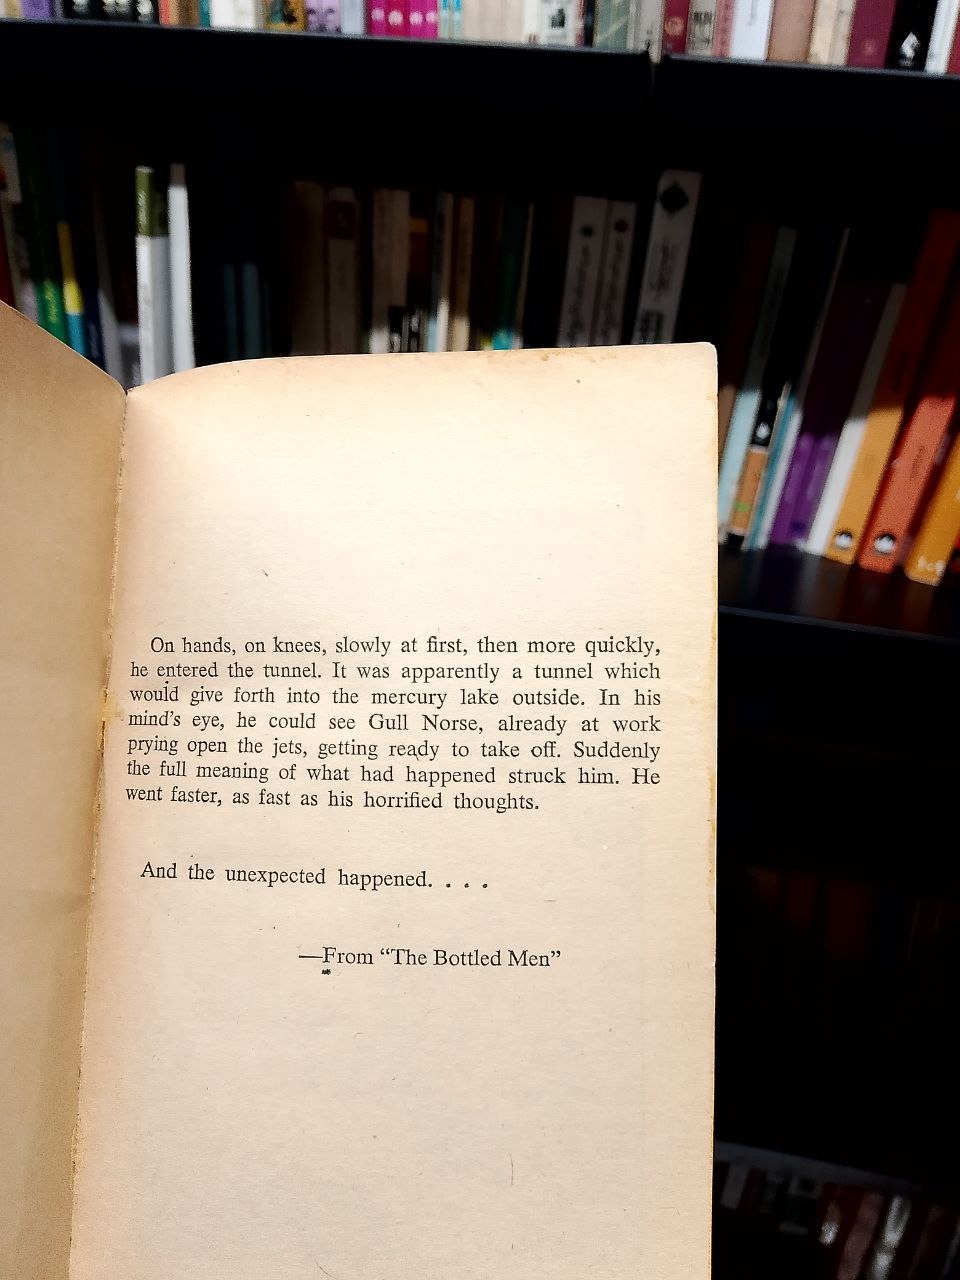 On hands, on knees, slowly at first, then more quickly,
he entered the tunnel. It was apparently a tunnel which
would give forth into the mercury lake outside. In his
mind's eye, he could see Gull Norse, already at work
prying open the jets, getting ready to take off. Suddenly
the full meaning of what had happened struck him. He
went faster, as fast as his horrified thoughts.
And the unexpected happened. . . .
—From “The Bottled Men”